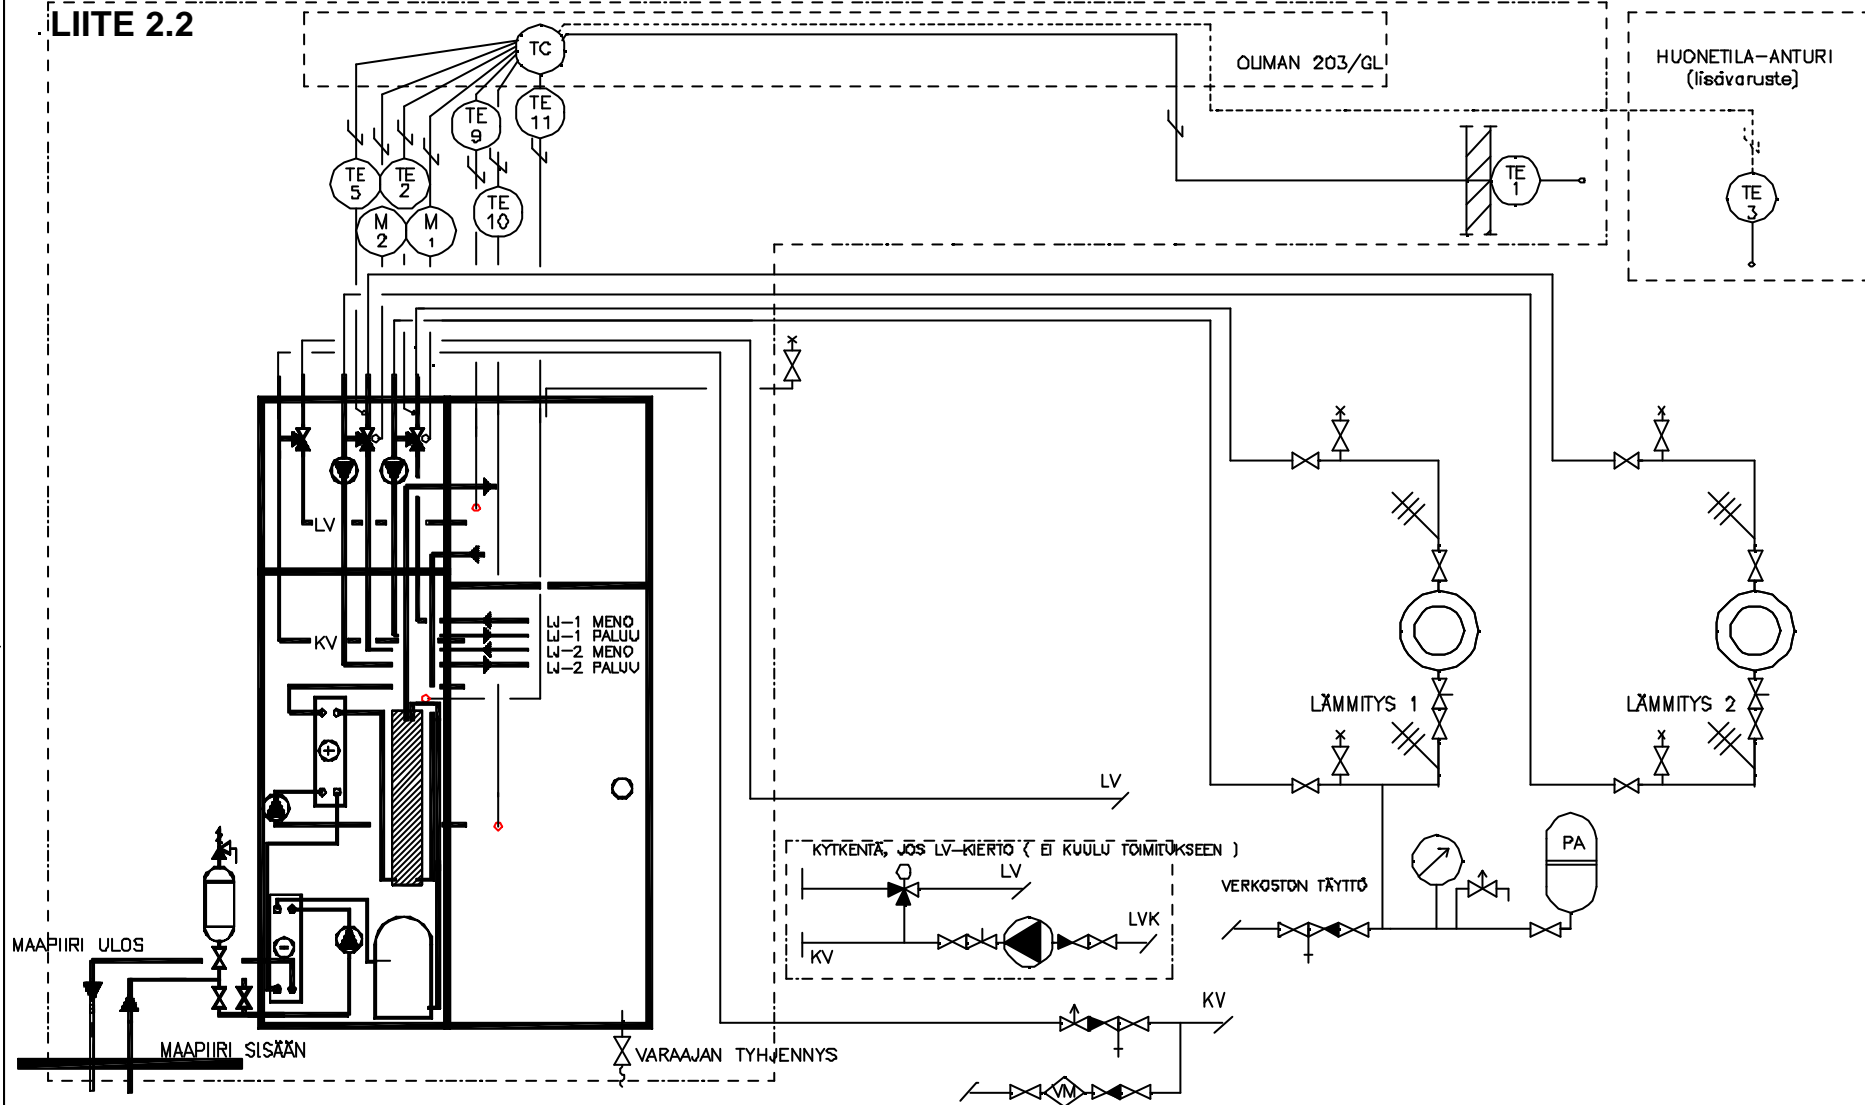 LIITE 2.2
TC
OUMAN 203/GL
HUONETILA-ANTURI
(lisävaruste)
TE
9
TE
11
TE
5
TE
2
M
2
M
1
TE
10
TE
1
TE
3
LV
KV
LJ-1 MENO
LJ-1 PALUU
LJ-2 MENO
LJ-2 PALUU
LÄMMITYS 1
LÄMMITYS 2
LV
KYTKENTÄ, JOS LV-KIERTO ( EI KUULU TOIMITUKSEEN )
LV
LVK
KV
VERKOSTON TÄYTTÖ
PA
MAAPIIRI ULOS
MAAPIIRI SISÄÄN
VARAAJAN TYHJENNYS
KV
VM